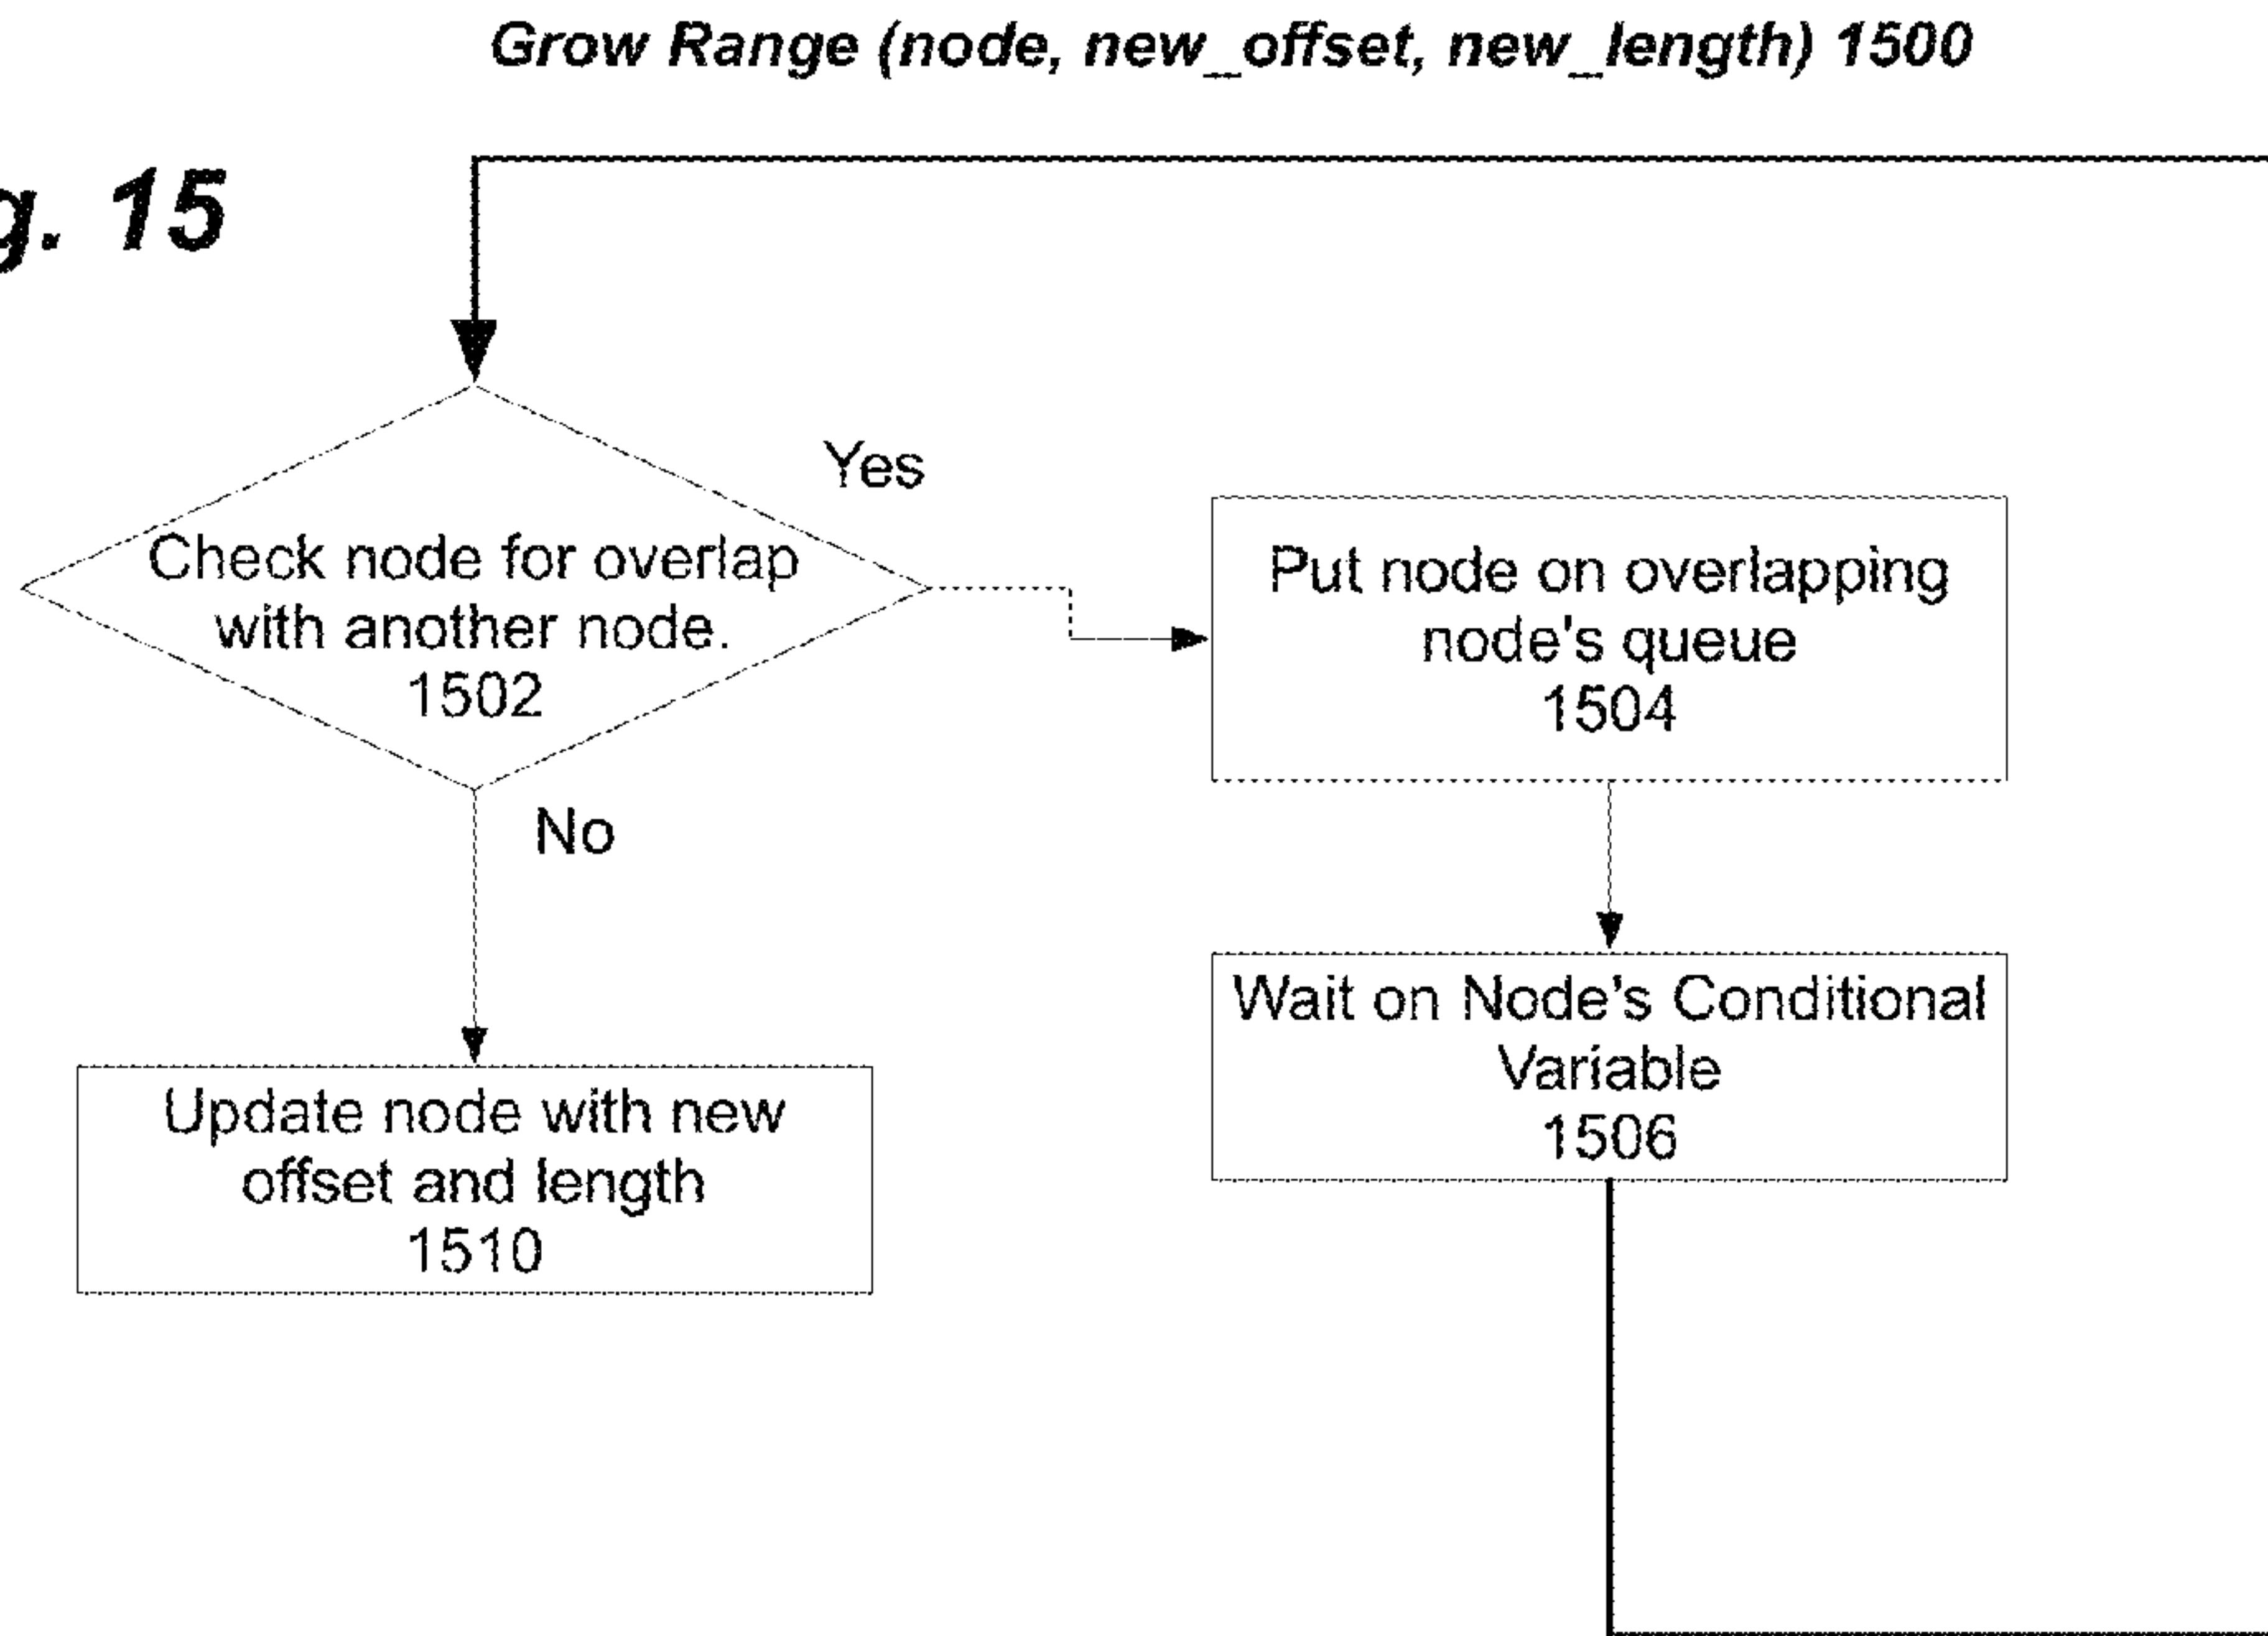 Grow Range (node, new_offset, new_length) 1500
g. 15
Yes
Check node for overlap
with another node.
1502
Put node on overlapping
node's queue
1504
No
Wait on Node's Conditional
Variable
1506
Update node with new
offset and length
1510